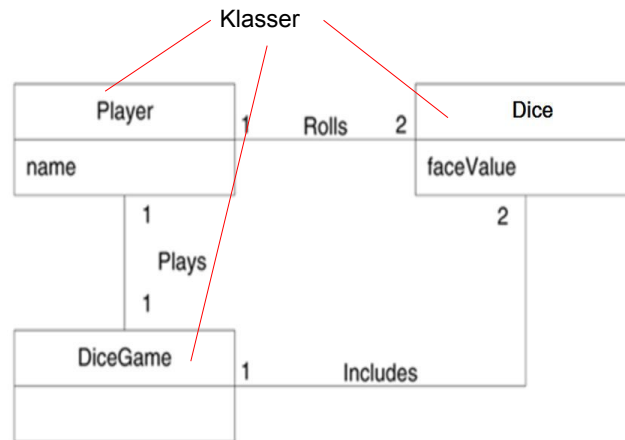 Klasser
Player
Dice
1 Rolls 2
name
faceValue
1
2
Plays
1
DiceGame
1 Includes